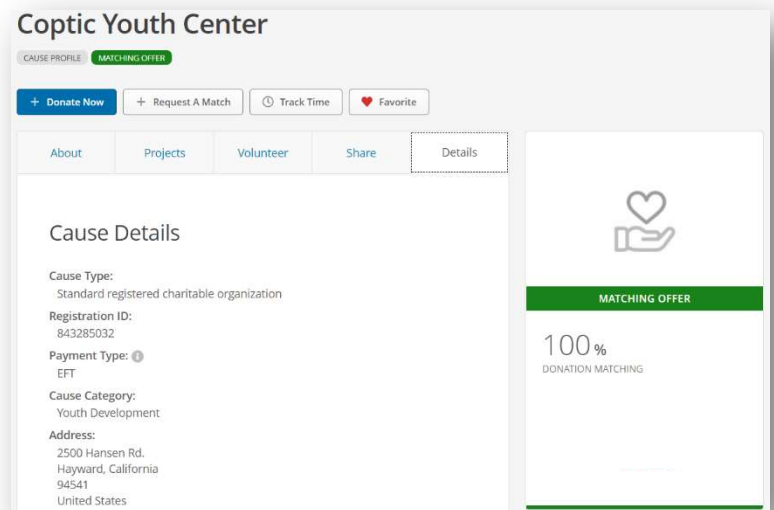 Coptic Youth Center
CAUSE PROFILE MATCHING OFFER
+ Donate Now + Request A Match Track Time Favorite
About Projects Volunteer Share Details
Cause Details
Cause Type:
Standard registered charitable organization
Registration ID:
843285032
Payment Type:
EFT
Cause Category:
Youth Development
Address:
2500 Hansen Rd.
Hayward, California
94541
United States
MATCHING OFFER
100%
DONATION MATCHING